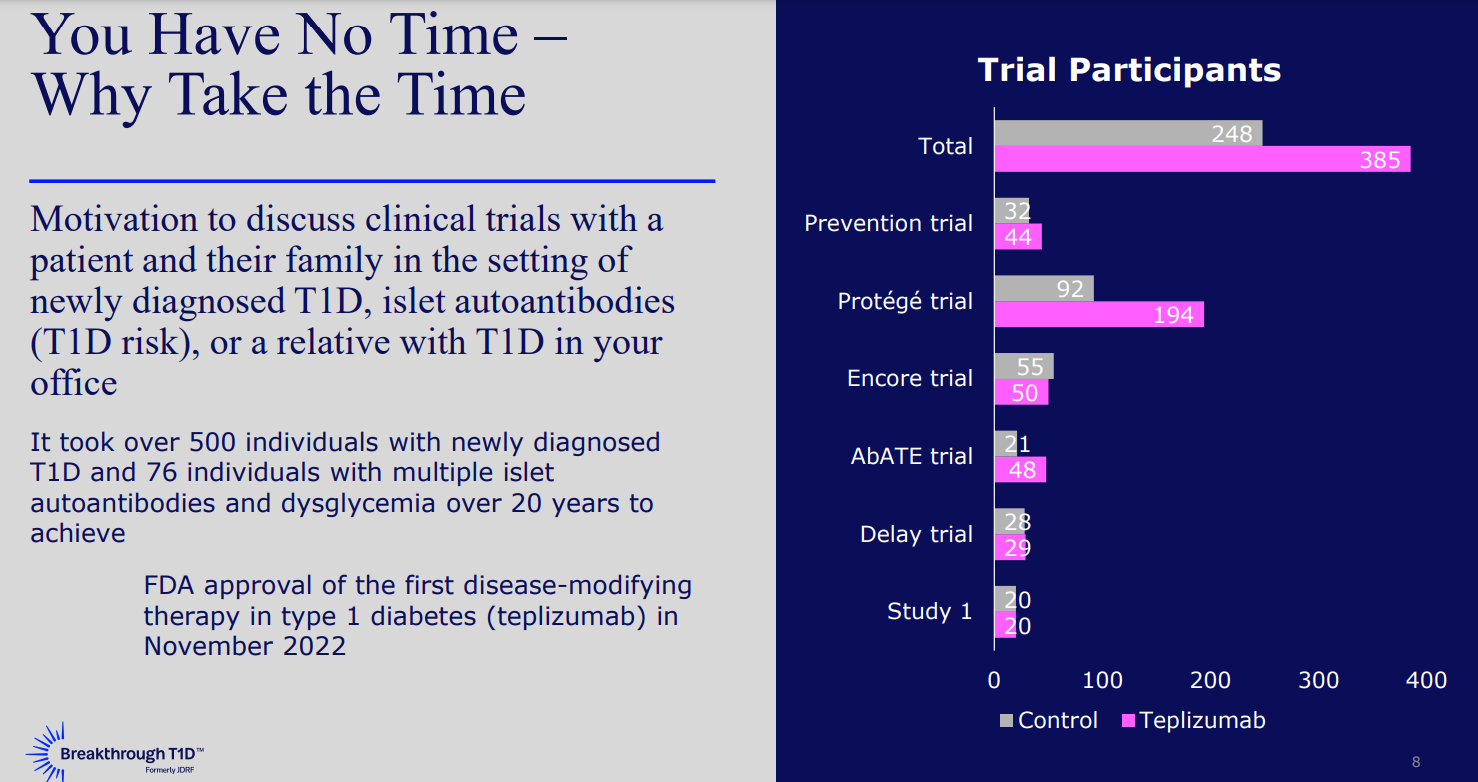 You Have No Time –
Why Take the Time
Motivation to discuss clinical trials with a
patient and their family in the setting of
newly diagnosed T1D, islet autoantibodies
(T1D risk), or a relative with T1D in your
office
It took over 500 individuals with newly diagnosed
T1D and 76 individuals with multiple islet
autoantibodies and dysglycemia over 20 years to
achieve
FDA approval of the first disease-modifying
therapy in type 1 diabetes (teplizumab) in
November 2022
Breakthrough T1D™
Formerly JDRF
Trial Participants
Total
248
385
Prevention trial
32
44
Protégé trial
92
194
Encore trial
55
50
AbATE trial
21
48
Delay trial
28
29
Study 1
20
20
0 100 200 300 400
Control Teplizumab
8